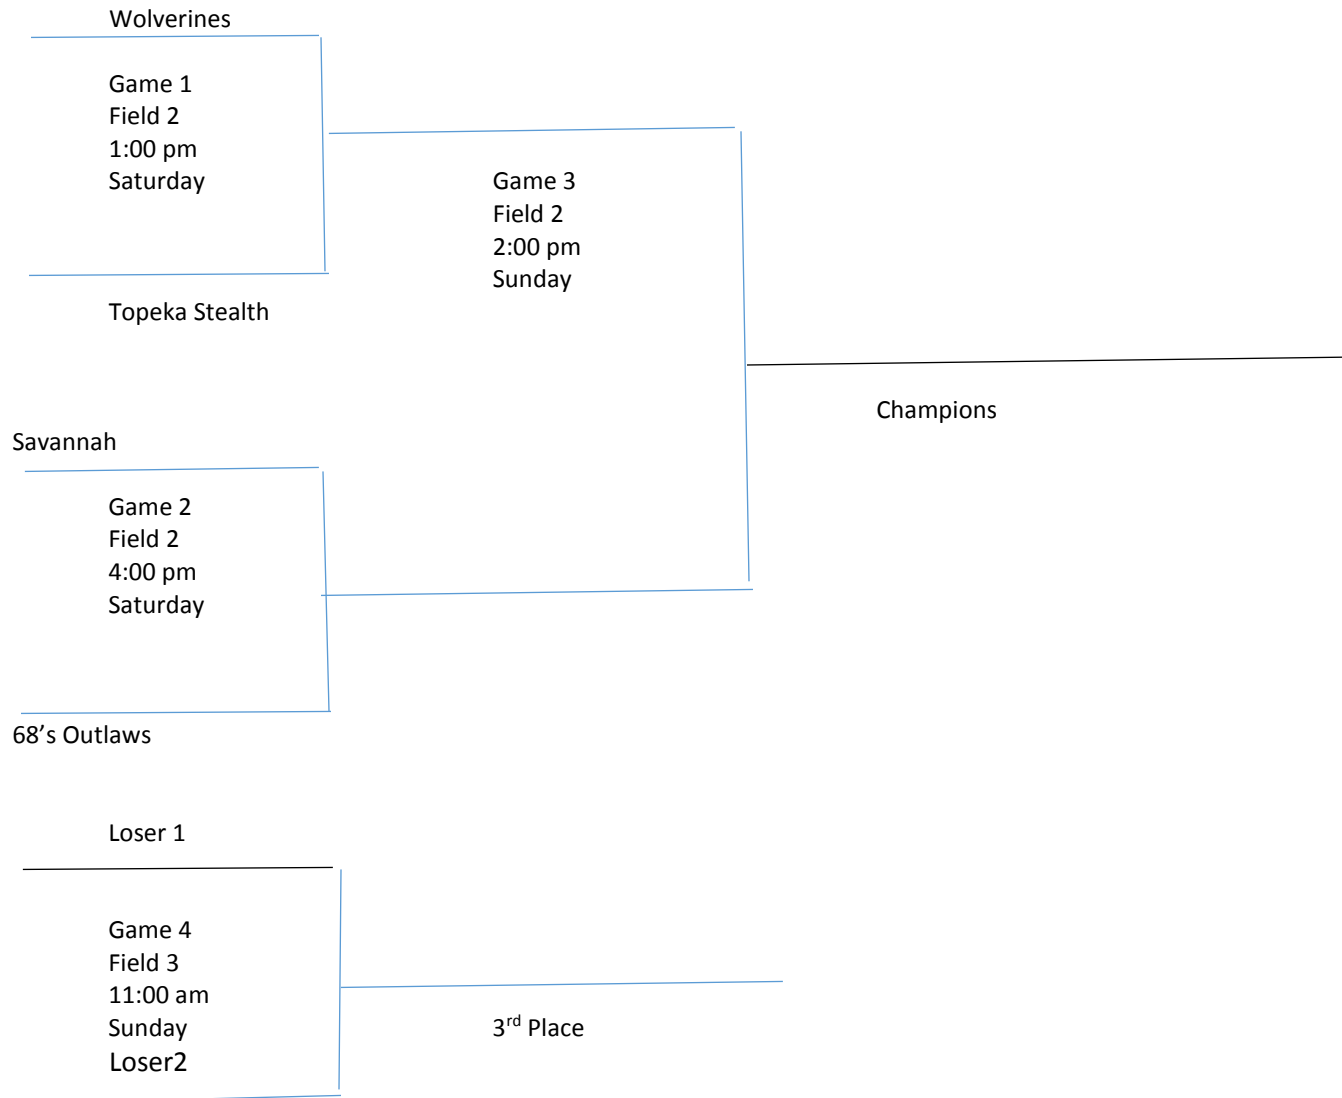 Wolverines
Game 1
Field 2
1:00 pm
Saturday
Game 3
Field 2
2:00 pm
Sunday
Topeka Stealth
Champions
Savannah
Game 2
Field 2
4:00 pm
Saturday
68’s Outlaws
Loser 1
Game 4
Field 3
11:00 am
Sunday
3rd Place
Loser2